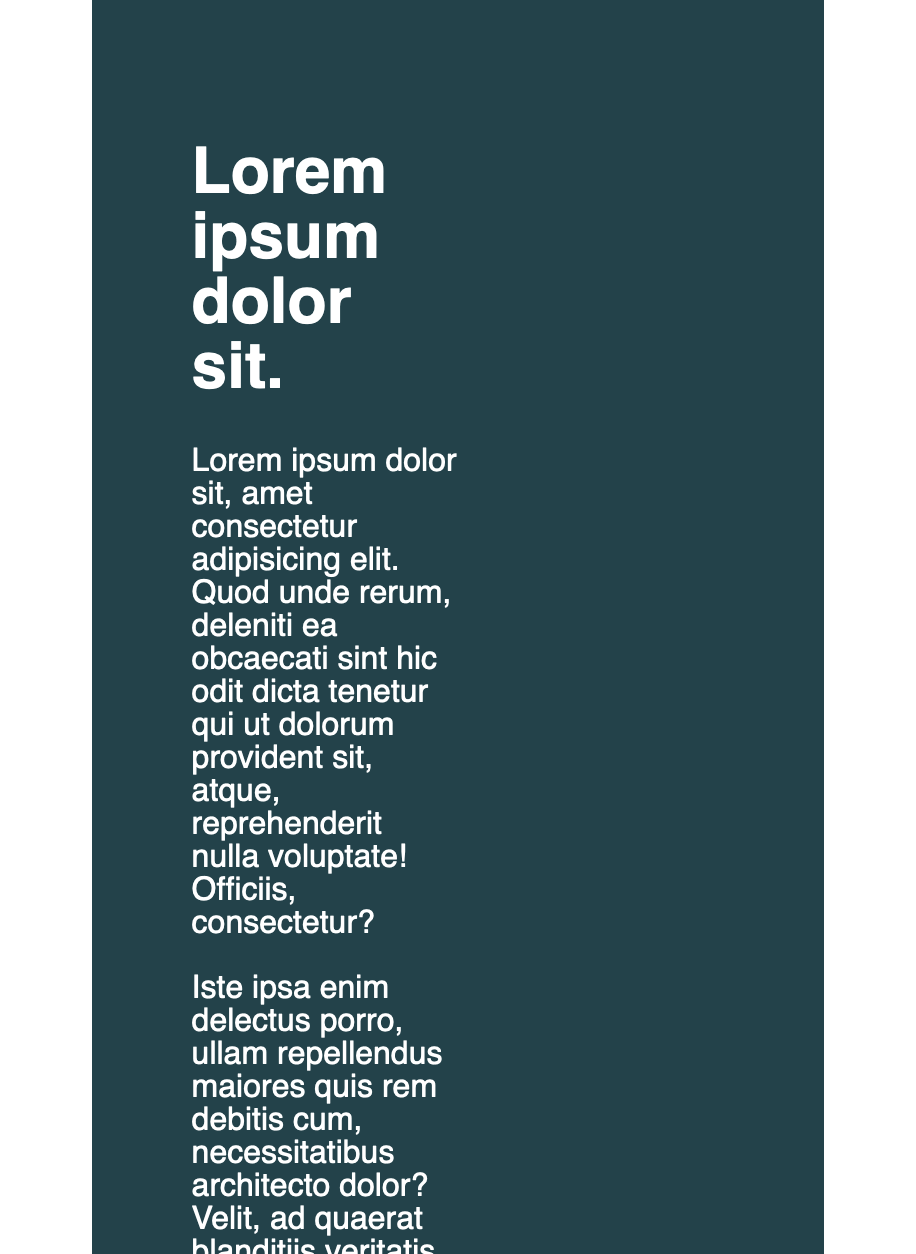 Lorem
ipsum
dolor
sit.
Lorem ipsum dolor
sit, amet
consectetur
adipisicing elit.
Quod unde rerum,
deleniti ea
obcaecati sint hic
odit dicta tenetur
qui ut dolorum
provident sit,
atque,
reprehenderit
nulla voluptate!
Officiis,
consectetur?
Iste ipsa enim
delectus porro,
ullam repellendus
maiores quis rem
debitis cum,
necessitatibus
architecto dolor?
Velit, ad quaerat
blanditiis veritatis